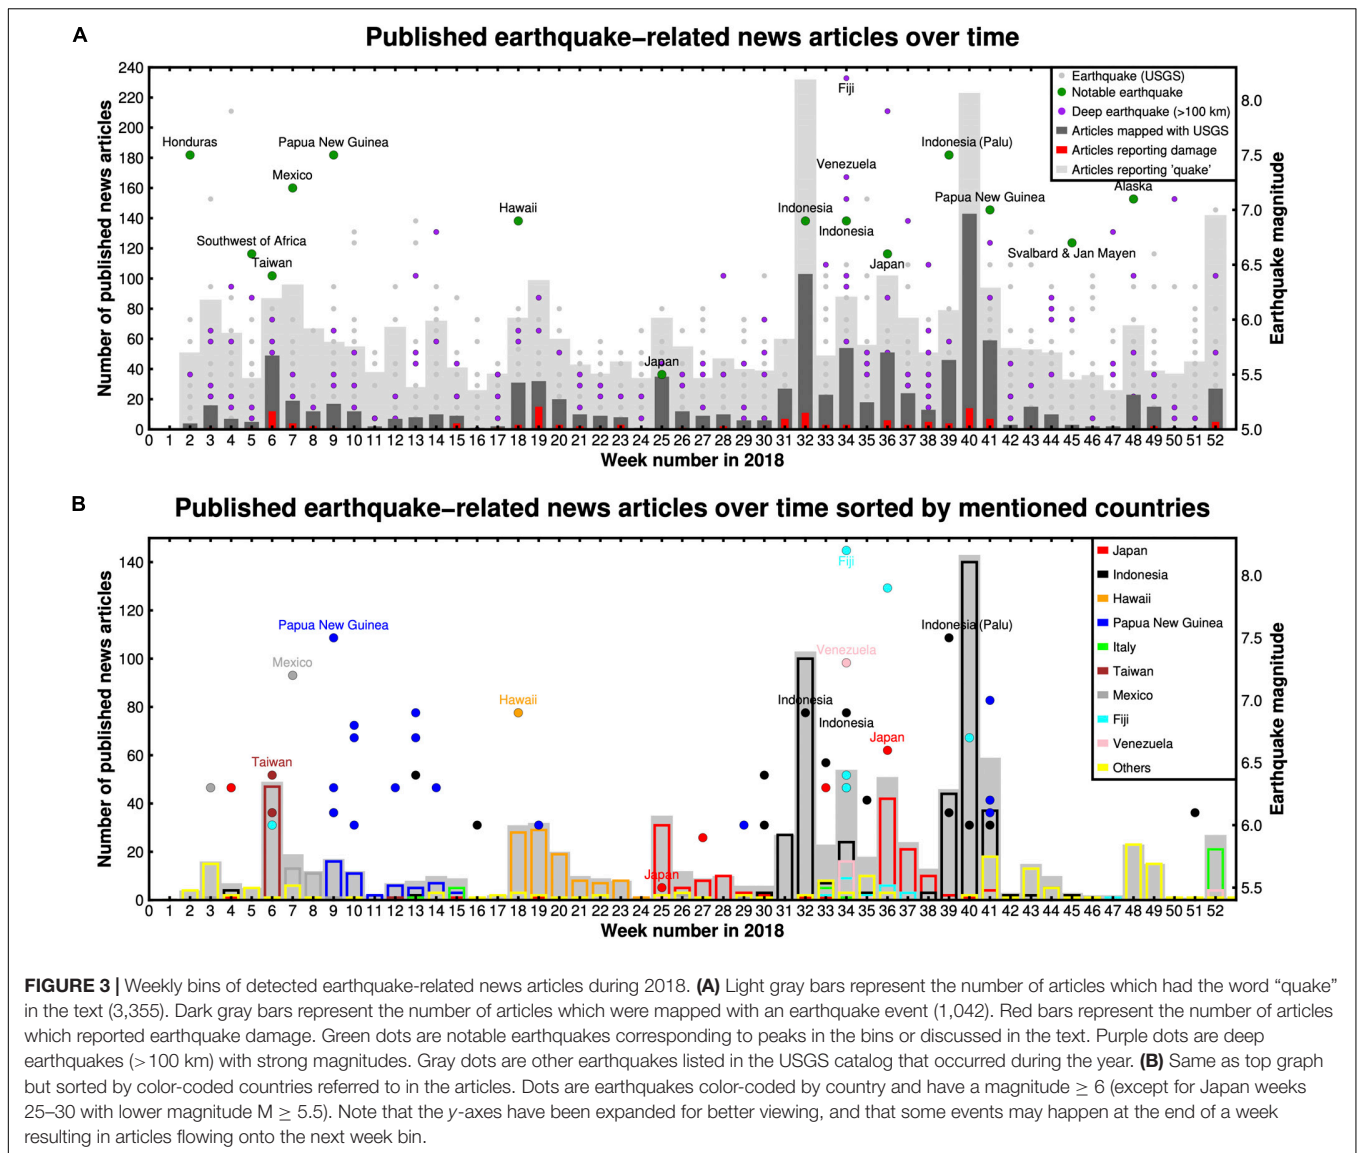 A
Published earthquake–related news articles over time
Number of published news articles
240
220
200
180
160
140
120
100
80
60
40
20
0
Earthquake magnitude
8.0
7.5
7.0
6.5
6.0
5.5
5.0
Earthquake (USGS)
Notable earthquake
Deep earthquake (>100 km)
Articles mapped with USGS
Articles reporting damage
Articles reporting 'quake'
Fiji
Honduras
Papua New Guinea
Indonesia (Palu)
Mexico
Venezuela
Alaska
Papua New Guinea
Hawaii
Indonesia
Indonesia
Southwest of Africa
Svalbard & Jan Mayen
Taiwan
Japan
Japan
0 1 2 3 4 5 6 7 8 9 10 11 12 13 14 15 16 17 18 19 20 21 22 23 24 25 26 27 28 29 30 31 32 33 34 35 36 37 38 39 40 41 42 43 44 45 46 47 48 49 50 51 52
Week number in 2018
B
Published earthquake–related news articles over time sorted by mentioned countries
Number of published news articles
140
120
100
80
60
40
20
0
Earthquake magnitude
8.0
7.5
7.0
6.5
6.0
5.5
Japan
Indonesia
Hawaii
Papua New Guinea
Italy
Taiwan
Mexico
Fiji
Venezuela
Others
Fiji
Papua New Guinea
Indonesia (Palu)
Mexico
Venezuela
Hawaii
Indonesia
Indonesia
Japan
Taiwan
Japan
0 1 2 3 4 5 6 7 8 9 10 11 12 13 14 15 16 17 18 19 20 21 22 23 24 25 26 27 28 29 30 31 32 33 34 35 36 37 38 39 40 41 42 43 44 45 46 47 48 49 50 51 52
Week number in 2018
FIGURE 3 | Weekly bins of detected earthquake-related news articles during 2018. (A) Light gray bars represent the number of articles which had the word “quake”
in the text (3,355). Dark gray bars represent the number of articles which were mapped with an earthquake event (1,042). Red bars represent the number of articles
which reported earthquake damage. Green dots are notable earthquakes corresponding to peaks in the bins or discussed in the text. Purple dots are deep
earthquakes (>100 km) with strong magnitudes. Gray dots are other earthquakes listed in the USGS catalog that occurred during the year. (B) Same as top graph
but sorted by color-coded countries referred to in the articles. Dots are earthquakes color-coded by country and have a magnitude ≥ 6 (except for Japan weeks
25–30 with lower magnitude M ≥ 5.5). Note that the y-axes have been expanded for better viewing, and that some events may happen at the end of a week
resulting in articles flowing onto the next week bin.